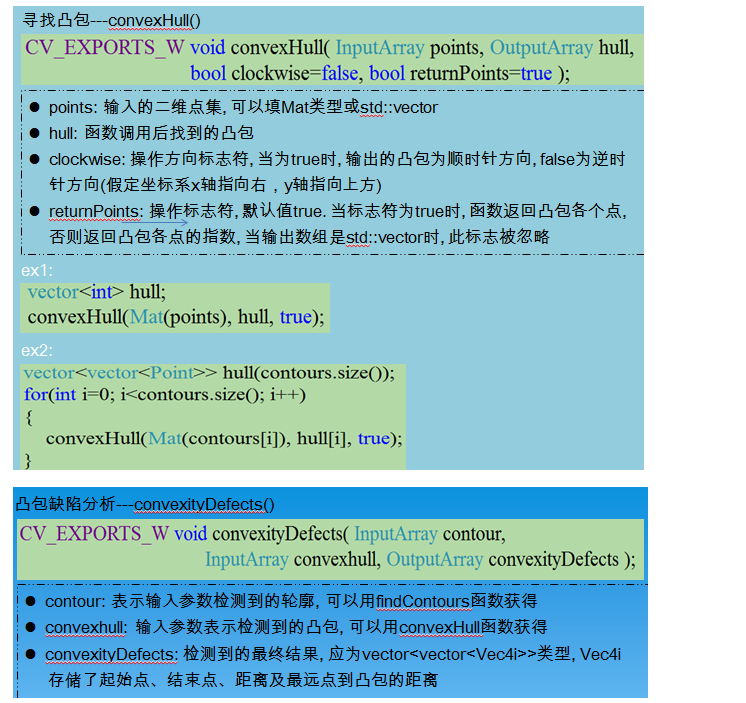 寻找凸包---convexHull()
CV_EXPORTS_W void convexHull( InputArray points, OutputArray hull,
bool clockwise=false, bool returnPoints=true );
● points: 输入的二维点集, 可以填Mat类型或std::vector
● hull: 函数调用后找到的凸包
● clockwise: 操作方向标志符, 当为true时, 输出的凸包为顺时针方向, false为逆时
针方向(假定坐标系x轴指向右，y轴指向上方)
● returnPoints: 操作标志符, 默认值true. 当标志符为true时, 函数返回凸包各个点,
否则返回凸包各点的指数, 当输出数组是std::vector时, 此标志被忽略
ex1:
vector<int> hull;
convexHull(Mat(points), hull, true);
ex2:
vector<vector<Point>> hull(contours.size());
for(int i=0; i<contours.size(); i++)
{
convexHull(Mat(contours[i]), hull[i], true);
}
凸包缺陷分析---convexityDefects()
CV_EXPORTS_W void convexityDefects( InputArray contour,
InputArray convexhull, OutputArray convexityDefects );
● contour: 表示输入参数检测到的轮廓, 可以用findContours函数获得
● convexhull: 输入参数表示检测到的凸包, 可以用convexHull函数获得
● convexityDefects: 检测到的最终结果, 应为vector<vector<Vec4i>>类型, Vec4i
存储了起始点、结束点、距离及最远点到凸包的距离